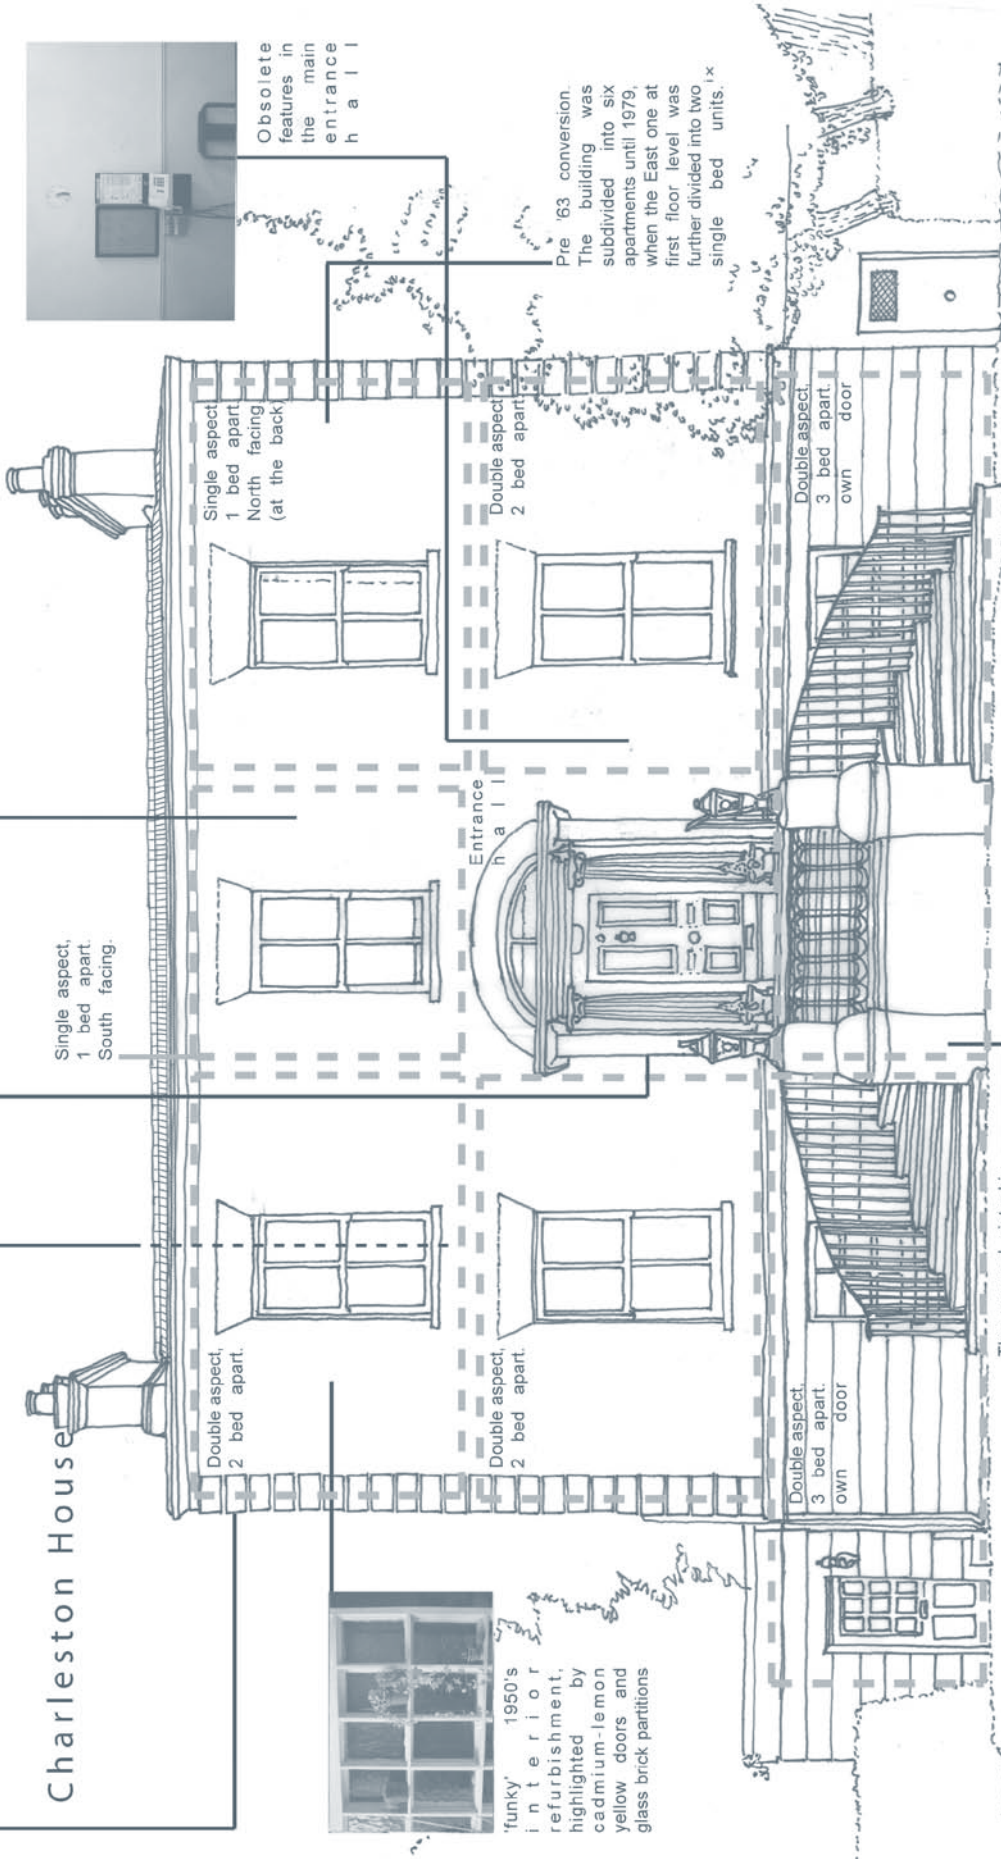 Charleston House
Single aspect,
1 bed apart.
South facing.
Obsolete
features in
the main
entrance
hall
Double aspect,
2 bed apart.
Single aspect
1 bed apart.
North facing
(at the back)
Pre '63 conversion.
The building was
subdivided into six
apartments until 1979,
when the East one at
first floor level was
further divided into two
single bed units. ix
'funky' 1950's
interior
refurbishment,
highlighted by
cadmium-lemon
yellow doors and
glass brick partitions
Double aspect,
2 bed apart.
Entrance
hall
Double aspect,
2 bed apart.
Double aspect,
3 bed apart.
own door
Double aspect,
3 bed apart.
own door